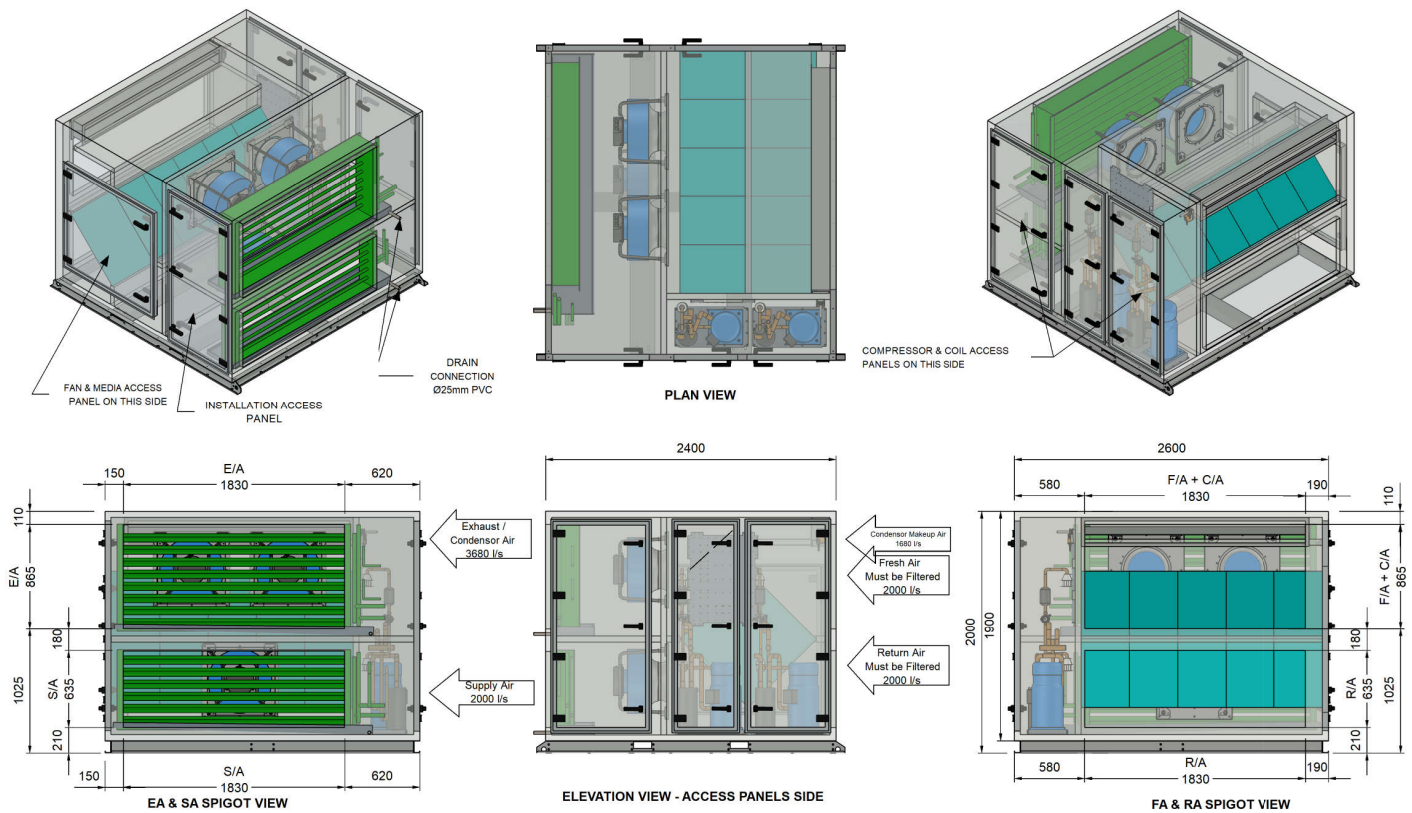 FAN & MEDIA ACCESS
PANEL ON THIS SIDE
INSTALLATION ACCESS
PANEL
DRAIN
CONNECTION
Ø25mm PVC
PLAN VIEW
COMPRESSOR & COIL ACCESS
PANELS ON THIS SIDE
E/A
150
1830
620
110
E/A
865
180
S/A
635
1025
210
S/A
150
1830
620
EA & SA SPIGOT VIEW
Exhaust /
Condensor Air
3680 l/s
Supply Air
2000 l/s
2400
Condensor Makeup Air
1680 l/s
Fresh Air
Must be Filtered
2000 l/s
Return Air
Must be Filtered
2000 l/s
ELEVATION VIEW - ACCESS PANELS SIDE
2600
F/A + C/A
580
1830
190
110
F/A + C/A
865
2000
1900
180
R/A
635
1025
210
580
R/A
1830
190
FA & RA SPIGOT VIEW